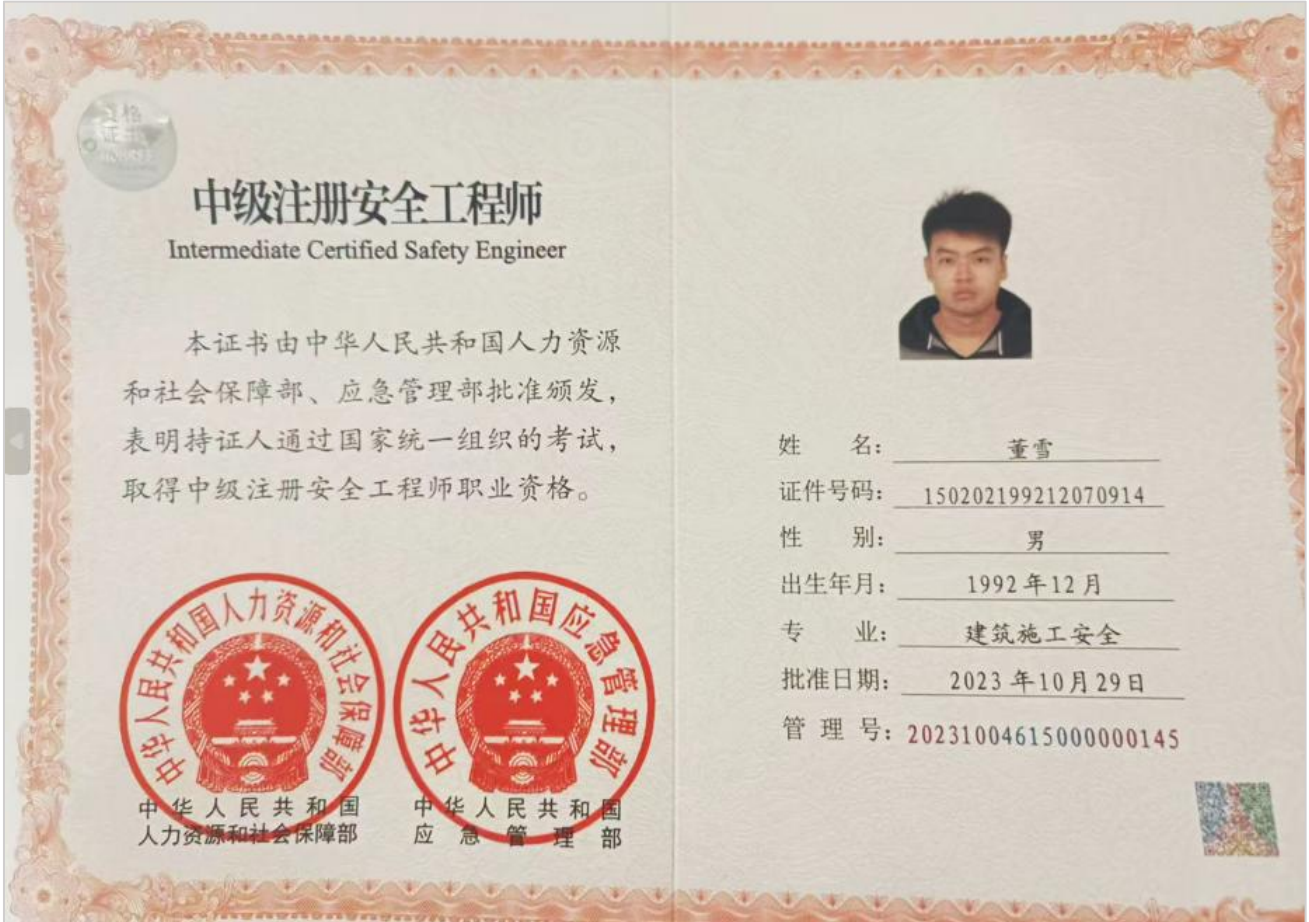 中级注册安全工程师
Intermediate Certified Safety Engineer
本证书由中华人民共和国人力资源
和社会保障部、应急管理部批准颁发，
表明持证人通过国家统一组织的考试，
取得中级注册安全工程师职业资格。
中华人民共和国人力资源和社会保障部
中华人民共和国
人力资源和社会保障部
中华人民共和国应急管理部
中华人民共和国
应急管理部
姓 名：董雪
证件号码：150202199212070914
性 别：男
出生年月：1992年12月
专 业：建筑施工安全
批准日期：2023年10月29日
管 理 号：20231004615000000145